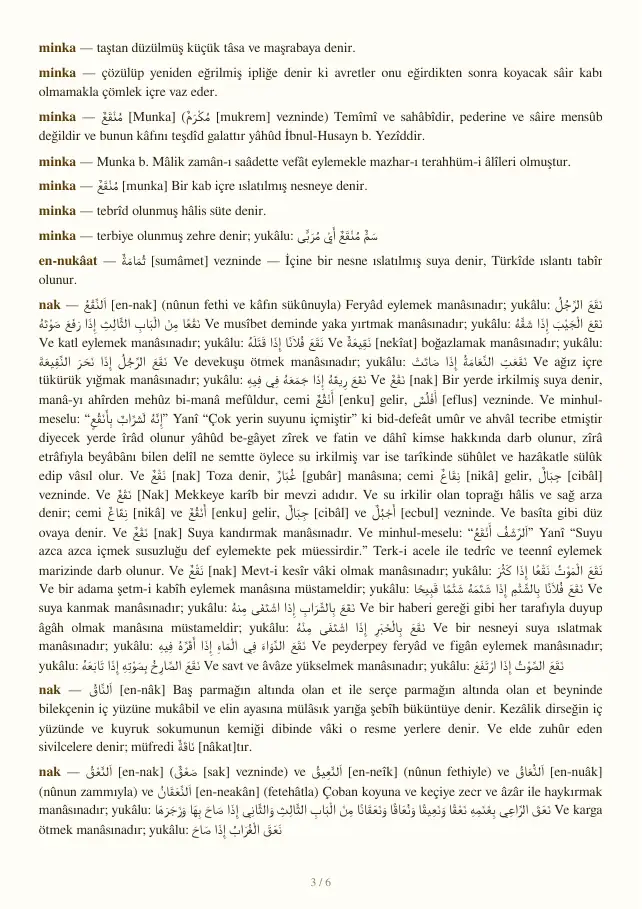 minka — taştan düzülmüş küçük tâsa ve maşrabaya denir.
minka — çözülüp yeniden eğrilmiş ipliğe denir ki avretler onu eğirdikten sonra koyacak sâir kabı
olmamakla çömlek içre vaz eder.
minka — مُنْقَعٌ [Munka] (مُكْرَمٌ [mukrem] vezninde) Temîmî ve sahâbîdir, pederine ve sâire mensûb
değildir ve bunun kâfını teşdîd galattır yâhûd İbnul-Husayn b. Yezîddir.
minka — Munka b. Mâlik zamân-ı saâdette vefât eylemekle mazhar-ı terahhüm-i âlîleri olmuştur.
minka — مُنْقَعٌ [munka] Bir kab içre ıslatılmış nesneye denir.
minka — tebrîd olunmuş hâlis süte denir.
minka — terbiye olunmuş zehre denir; yukâlu: سَمٌّ مُنْقَعٌ أَيْ مُرَبًّى
en-nukâat — ثُمَامَةٌ [sumâmet] vezninde — İçine bir nesne ıslatılmış suya denir, Türkîde ıslantı tabîr
olunur.
nak — اَلنَّقْعُ [en-nak] (nûnun fethi ve kâfın sükûnuyla) Feryâd eylemek manâsınadır; yukâlu: نَقَعَ الرَّجُلُ
نَقْعًا مِنَ الْبَابِ الثَّالِثِ إِذَا رَفَعَ صَوْتَهُ Ve musîbet deminde yaka yırtmak manâsınadır; yukâlu: نَقَعَ الْجَيْبَ إِذَا شَقَّهُ
Ve katl eylemek manâsınadır; yukâlu: نَقَعَ فُلَانًا إِذَا قَتَلَهُ Ve نَقِيعَةٌ [nekîat] boğazlamak manâsınadır; yukâlu:
نَقَعَ الرَّجُلُ إِذَا نَحَرَ النَّقِيعَةَ Ve devekuşu ötmek manâsınadır; yukâlu: نَقَعَتِ النَّعَامَةُ إِذَا صَاتَتْ Ve ağız içre
tükürük yığmak manâsınadır; yukâlu: نَقَعَ رِيقَهُ إِذَا جَمَعَهُ فِي فِيهِ Ve نَقْعٌ [nak] Bir yerde irkilmiş suya denir,
manâ-yı ahîrden mehûz bi-manâ mefûldur, cemi أَنْقُعٌ [enku] gelir, أَفْلُسٌ [eflus] vezninde. Ve minhul-
meselu: “إِنَّهُ لَشَرَّابٌ بِأَنْقُعٍ” Yanî “Çok yerin suyunu içmiştir” ki bid-defeât umûr ve ahvâl tecribe etmiştir
diyecek yerde îrâd olunur yâhûd be-gâyet zîrek ve fatin ve dâhî kimse hakkında darb olunur, zîrâ
etrâfıyla beyâbânı bilen delîl ne semtte öylece su irkilmiş var ise tarîkinde sühûlet ve hazâkatle sülûk
edip vâsıl olur. Ve نَقْعٌ [nak] Toza denir, غُبَارٌ [gubâr] manâsına; cemi نِقَاعٌ [nikâ] gelir, جِبَالٌ [cibâl]
vezninde. Ve نَقْعٌ [Nak] Mekkeye karîb bir mevzi adıdır. Ve su irkilir olan toprağı hâlis ve sağ arza
denir; cemi نِقَاعٌ [nikâ] ve أَنْقُعٌ [enku] gelir, جِبَالٌ [cibâl] ve أَجْبُلٌ [ecbul] vezninde. Ve basîta gibi düz
ovaya denir. Ve نَقْعٌ [nak] Suya kandırmak manâsınadır. Ve minhul-meselu: “اَلرَّشْفُ أَنْقَعُ” Yanî “Suyu
azca azca içmek susuzluğu def eylemekte pek müessirdir.” Terk-i acele ile tedrîc ve teennî eylemek
marizinde darb olunur. Ve نَقْعٌ [nak] Mevt-i kesîr vâki olmak manâsınadır; yukâlu: نَقَعَ الْمَوْتُ نَقْعًا إِذَا كَثُرَ
Ve bir adama şetm-i kabîh eylemek manâsına müstameldir; yukâlu: نَقَعَ فُلَانًا بِالشَّتْمِ إِذَا شَتَمَهُ شَتْمًا قَبِيحًا Ve
suya kanmak manâsınadır; yukâlu: نَقَعَ بِالشَّرَابِ إِذَا اشْتَفَى مِنْهُ Ve bir haberi gereği gibi her tarafıyla duyup
âgâh olmak manâsına müstameldir; yukâlu: نَقَعَ بِالْخَبَرِ إِذَا اشْتَفَى مِنْهُ Ve bir nesneyi suya ıslatmak
manâsınadır; yukâlu: نَقَعَ الدَّوَاءَ فِي الْمَاءِ إِذَا أَقَرَّهُ فِيهِ Ve peyderpey feryâd ve figân eylemek manâsınadır;
yukâlu: نَقَعَ الصَّارِخُ بِصَوْتِهِ إِذَا تَابَعَهُ Ve savt ve âvâze yükselmek manâsınadır; yukâlu: نَقَعَ الصَّوْتُ إِذَا ارْتَفَعَ
nak — اَلنَّاقُ [en-nâk] Baş parmağın altında olan et ile serçe parmağın altında olan et beyninde
bilekçenin iç yüzüne mukâbil ve elin ayasına mülâsık yarığa şebîh büküntüye denir. Kezâlik dirseğin iç
yüzünde ve kuyruk sokumunun kemiği dibinde vâki o resme yerlere denir. Ve elde zuhûr eden
sivilcelere denir; müfredi نَاقَةٌ [nâkat]tır.
nak — اَلنَّعْقُ [en-nak] (صَعْقٌ [sak] vezninde) ve اَلنَّعِيقُ [en-neîk] (nûnun fethiyle) ve اَلنُّعَاقُ [en-nuâk]
(nûnun zammıyla) ve اَلنَّعَقَانُ [en-neakân] (fetehâtla) Çoban koyuna ve keçiye zecr ve âzâr ile haykırmak
manâsınadır; yukâlu: نَعَقَ الرَّاعِي بِغَنَمِهِ نَعْقًا وَنَعِيقًا وَنُعَاقًا وَنَعَقَانًا مِنَ الْبَابِ الثَّالِثِ وَالثَّانِي إِذَا صَاحَ بِهَا وَزَجَرَهَا Ve karga
ötmek manâsınadır; yukâlu: نَعَقَ الْغُرَابُ إِذَا صَاحَ
3 / 6